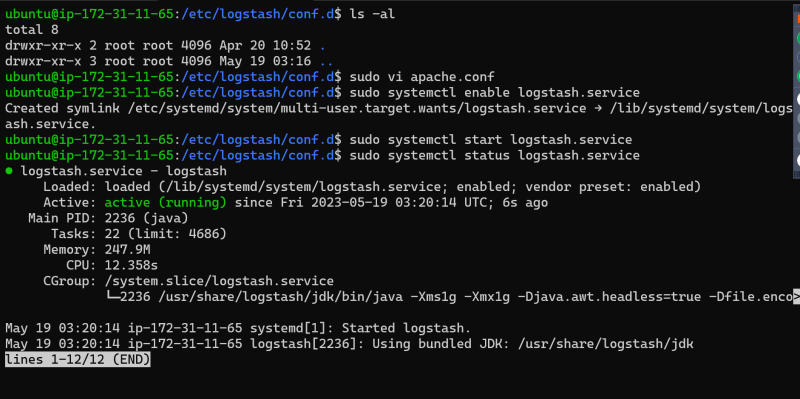 ubuntu@ip-172-31-11-65:/etc/logstash/conf.d$ ls -al
total 8
drwxr-xr-x 2 root root 4096 Apr 20 10:52 .
drwxr-xr-x 3 root root 4096 May 19 03:16 ..
ubuntu@ip-172-31-11-65:/etc/logstash/conf.d$ sudo vi apache.conf
ubuntu@ip-172-31-11-65:/etc/logstash/conf.d$ sudo systemctl enable logstash.service
Created symlink /etc/systemd/system/multi-user.target.wants/logstash.service → /lib/systemd/system/logs
ash.service.
ubuntu@ip-172-31-11-65:/etc/logstash/conf.d$ sudo systemctl start logstash.service
ubuntu@ip-172-31-11-65:/etc/logstash/conf.d$ sudo systemctl status logstash.service
● logstash.service - logstash
     Loaded: loaded (/lib/systemd/system/logstash.service; enabled; vendor preset: enabled)
     Active: active (running) since Fri 2023-05-19 03:20:14 UTC; 6s ago
   Main PID: 2236 (java)
      Tasks: 22 (limit: 4686)
     Memory: 247.9M
        CPU: 12.358s
     CGroup: /system.slice/logstash.service
             └─2236 /usr/share/logstash/jdk/bin/java -Xms1g -Xmx1g -Djava.awt.headless=true -Dfile.enco>
May 19 03:20:14 ip-172-31-11-65 systemd[1]: Started logstash.
May 19 03:20:14 ip-172-31-11-65 logstash[2236]: Using bundled JDK: /usr/share/logstash/jdk
lines 1-12/12 (END)